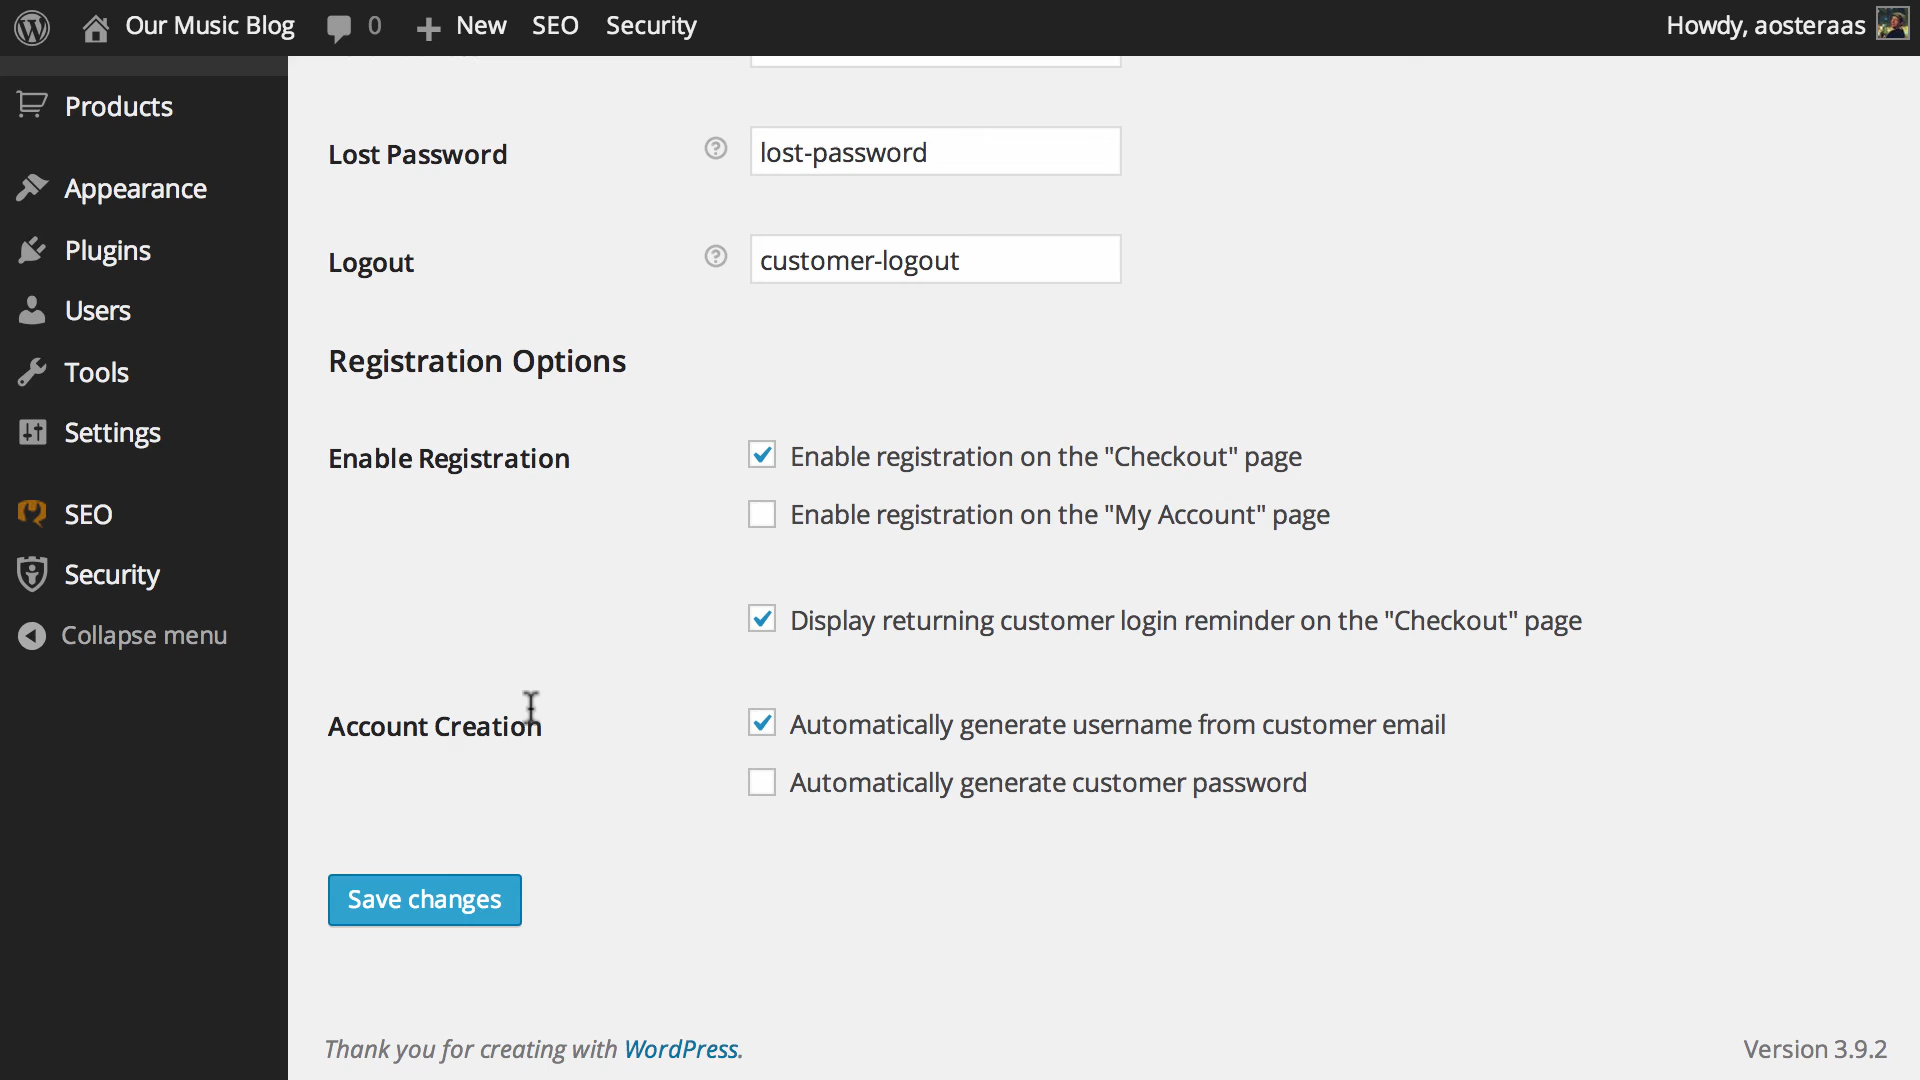 Our Music Blog 0 New SEO Security Howdy, aosteraas
Products
Appearance
Plugins
Users
Tools
Settings
SEO
Security
Collapse menu
Lost Password ? lost-password
Logout ? customer-logout
Registration Options
Enable Registration Enable registration on the "Checkout" page
Enable registration on the "My Account" page
Display returning customer login reminder on the "Checkout" page
Account Creation Automatically generate username from customer email
Automatically generate customer password
Save changes
Thank you for creating with WordPress. Version 3.9.2